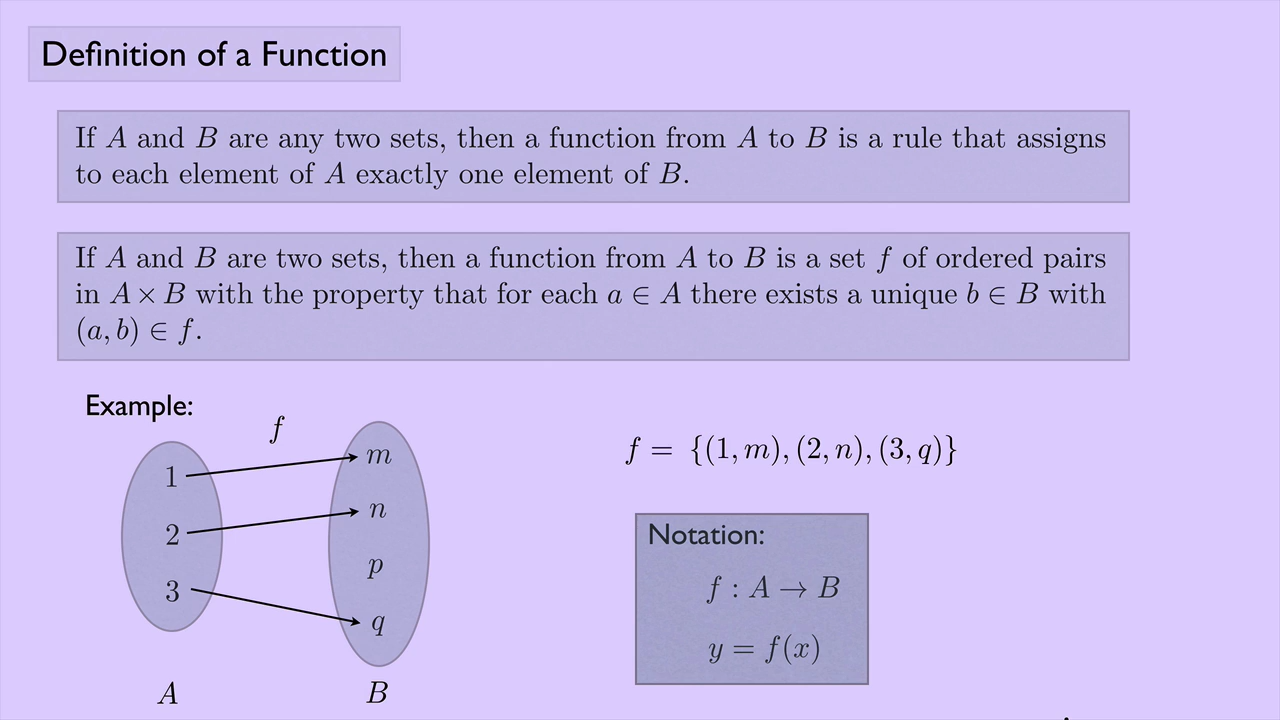 Definition of a Function
If A and B are any two sets, then a function from A to B is a rule that assigns
to each element of A exactly one element of B.
If A and B are two sets, then a function from A to B is a set f of ordered pairs
in A × B with the property that for each a ∈ A there exists a unique b ∈ B with
(a, b) ∈ f.
Example:
f
1
2
3
m
n
p
q
A
B
f = {(1, m), (2, n), (3, q)}
Notation:
f : A → B
y = f(x)